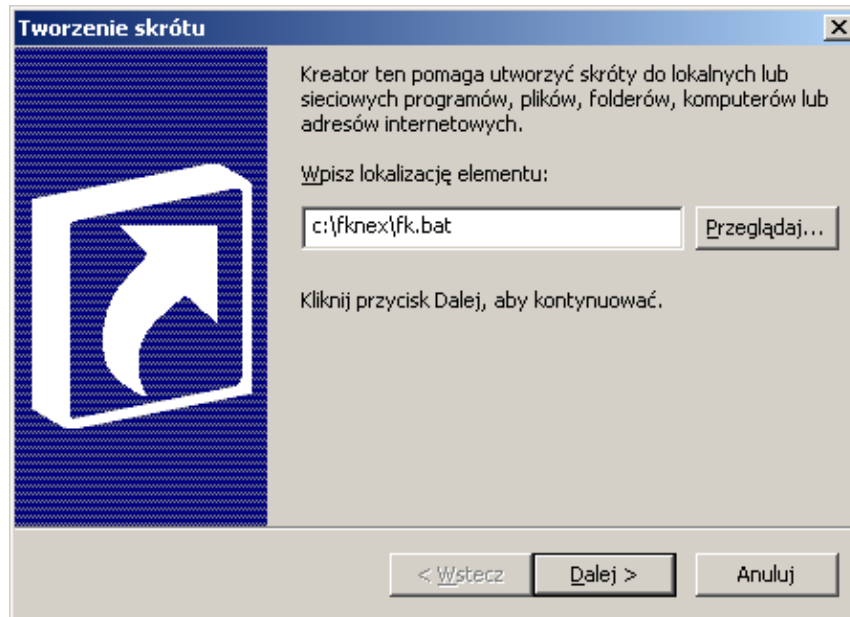 Tworzenie skrótu
Kreator ten pomaga utworzyć skróty do lokalnych lub
sieciowych programów, plików, folderów, komputerów lub
adresów internetowych.
Wpisz lokalizację elementu:
c:\fknex\fk.bat
Przeglądaj...
Kliknij przycisk Dalej, aby kontynuować.
< Wstecz
Dalej >
Anuluj